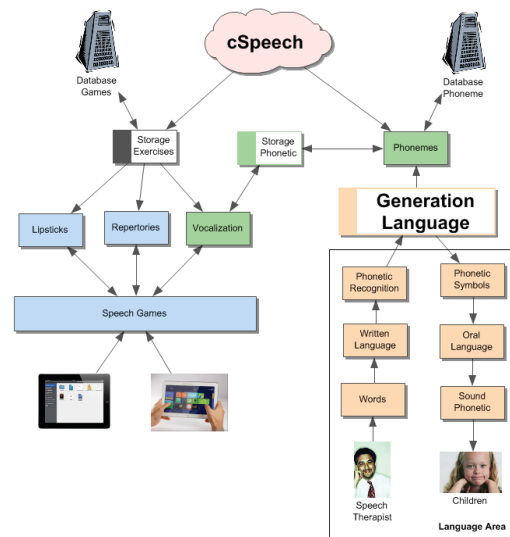 cSpeech
Database
Games
Database
Phoneme
Storage
Exercises
Storage
Phonetic
Phonemes
Generation
Language
Lipsticks
Repertories
Vocalization
Phonetic
Recognition
Phonetic
Symbols
Speech Games
Written
Language
Oral
Language
Words
Sound
Phonetic
Speech
Therapist
Children
Language Area